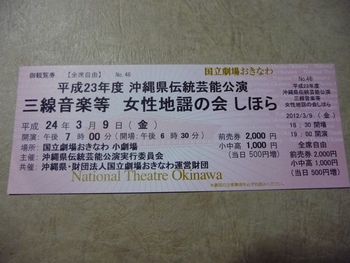 御観覧券 【全席自由】 No.46 国立劇場おきなわ
平成23年度 沖縄県伝統芸能公演
三線音楽等 女性地謡の会 しほら
平成 24年 3月 9日(金)
開演:午後 7時 00分(開場:午後 6時 30分)
場所:国立劇場おきなわ 小劇場
主催:沖縄県伝統芸能公演実行委員会
共催:沖縄県・財団法人国立劇場おきなわ運営財団
前売券 2,000円
小中高 1,000円
(当日 500円増)
National Theatre Okinawa
No.46
平成23年度
沖縄県伝統芸能公演
三線音楽等
女性地謡の会しほら
2012/3/9 (金)
18:30 開場
19:00 開演
全席自由
前売券 2,000円
小中高 1,000円
(当日 500円増)